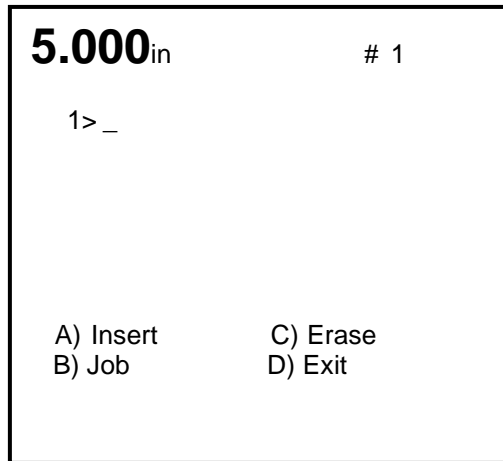 5.000in # 1
1> _
A) Insert C) Erase
B) Job D) Exit